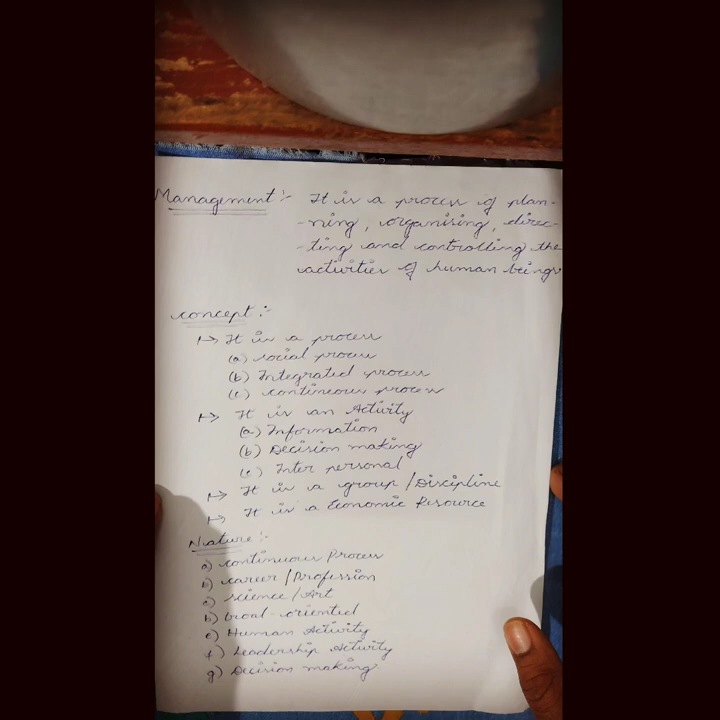 Management :- It is a process of plan-
-ning, organising, direc-
-ting and controlling the
activities of human beings
concept :-
↦ It is a process
(a) social process
(b) Integrated process
(c) continuous process
↦ It is an Activity
(a) Information
(b) Decision making
(c) Inter personal
↦ It is a group / Discipline
↦ It is a Economic Resource
Nature :-
a) continuous Process
b) career / Profession
c) science / Art
b) Goal-oriented
e) Human Activity
f) Leadership Activity
g) Decision making